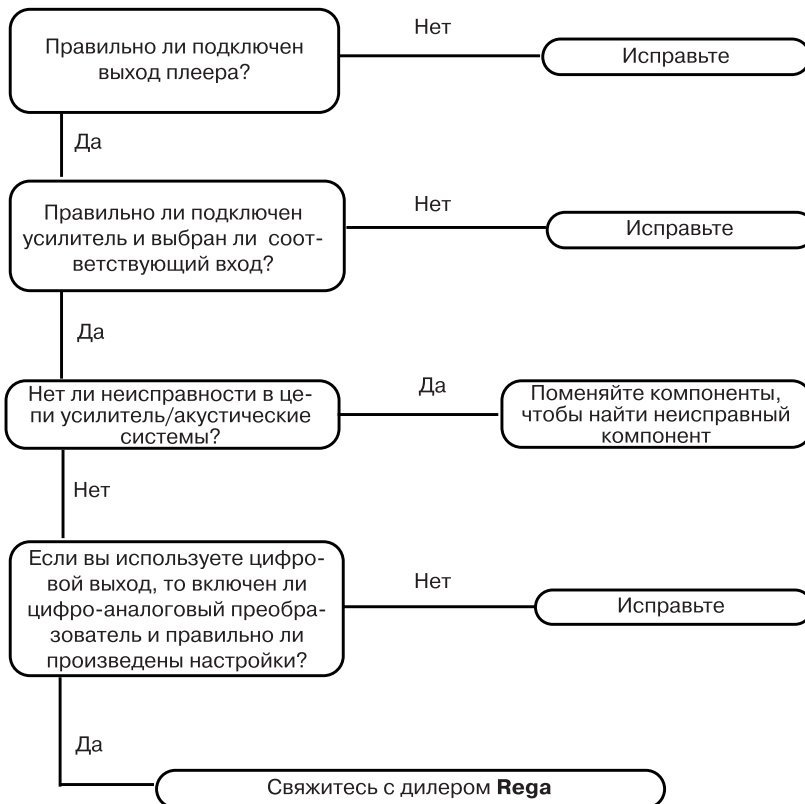 Правильно ли подключен
выход плеера?
Нет
Исправьте
Да
Правильно ли подключен
усилитель и выбран ли соот-
ветствующий вход?
Нет
Исправьте
Да
Нет ли неисправности в це-
пи усилитель/акустические
системы?
Да
Поменяйте компоненты,
чтобы найти неисправный
компонент
Нет
Если вы используете цифро-
вой выход, то включен ли
цифро-аналоговый преобра-
зователь и правильно ли
произведены настройки?
Нет
Исправьте
Да
Свяжитесь с дилером Rega